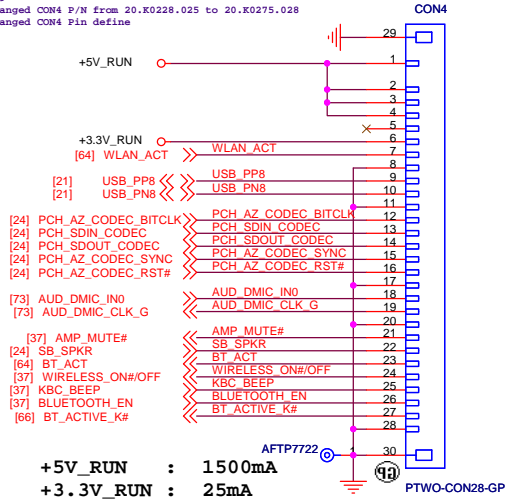 anged CON4 P/N from 20.K0228.025 to 20.K0275.028
anged CON4 Pin define
CON4
29
+5V_RUN 1
2
3
4
5
+3.3V_RUN 6
[64] WLAN_ACT WLAN_ACT 7
8
[21] USB_PP8 USB_PP8 9
[21] USB_PN8 USB_PN8 10
11
[24] PCH_AZ_CODEC_BITCLK PCH_AZ_CODEC_BITCLK 12
[24] PCH_SDIN_CODEC PCH_SDIN_CODEC 13
[24] PCH_SDOUT_CODEC PCH_SDOUT_CODEC 14
[24] PCH_AZ_CODEC_SYNC PCH_AZ_CODEC_SYNC 15
[24] PCH_AZ_CODEC_RST# PCH_AZ_CODEC_RST# 16
17
[73] AUD_DMIC_IN0 AUD_DMIC_IN0 18
[73] AUD_DMIC_CLK_G AUD_DMIC_CLK_G 19
20
[37] AMP_MUTE# AMP_MUTE# 21
[24] SB_SPKR SB_SPKR 22
[64] BT_ACT BT_ACT 23
[37] WIRELESS_ON#/OFF WIRELESS_ON#/OFF 24
[37] KBC_BEEP KBC_BEEP 25
[37] BLUETOOTH_EN BLUETOOTH_EN 26
[66] BT_ACTIVE_K# BT_ACTIVE_K# 27
28
AFTP7722 1 30
+5V_RUN : 1500mA
+3.3V_RUN : 25mA
PTWO-CON28-GP